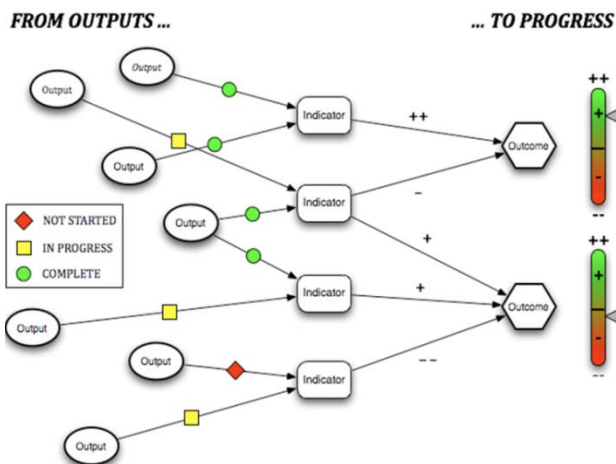 FROM OUTPUTS ...
... TO PROGRESS
Output
Output
Output
Indicator
++
Outcome
++
+
-
--
Indicator
-
Output
NOT STARTED
IN PROGRESS
COMPLETE
+
++
+
-
--
Output
Indicator
+
Outcome
Output
Indicator
--
Output